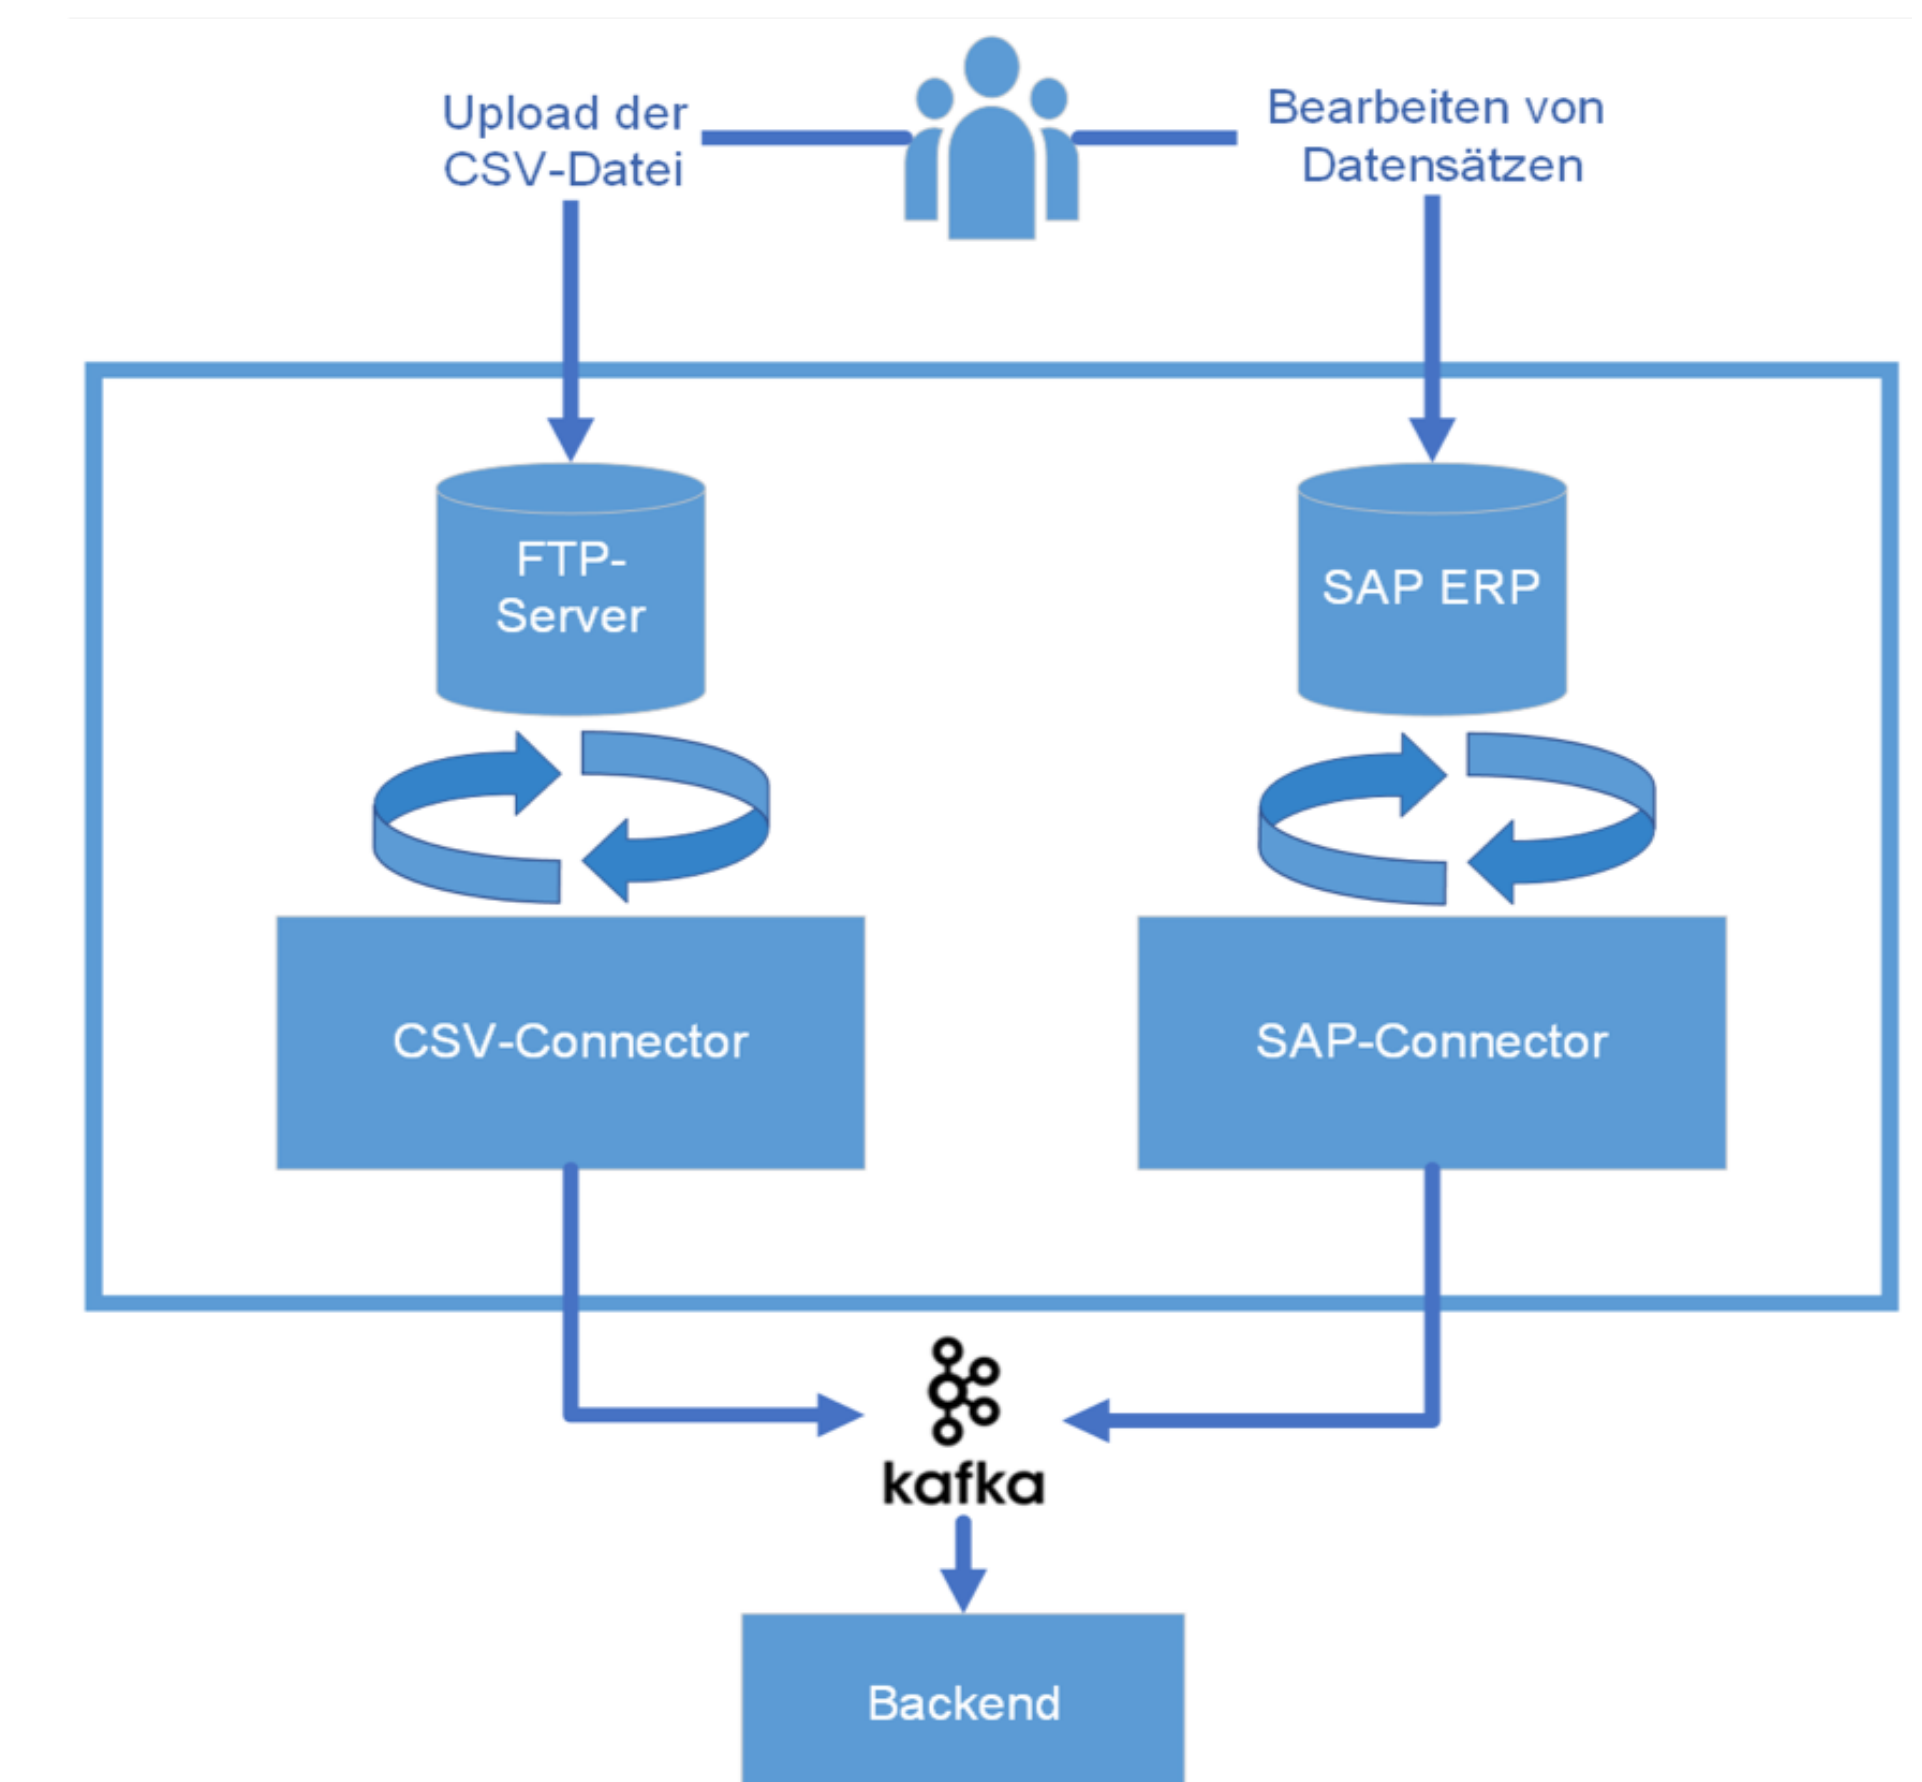 Upload der
CSV-Datei
Bearbeiten von
Datensätzen
FTP-
Server
SAP ERP
CSV-Connector
SAP-Connector
kafka
Backend